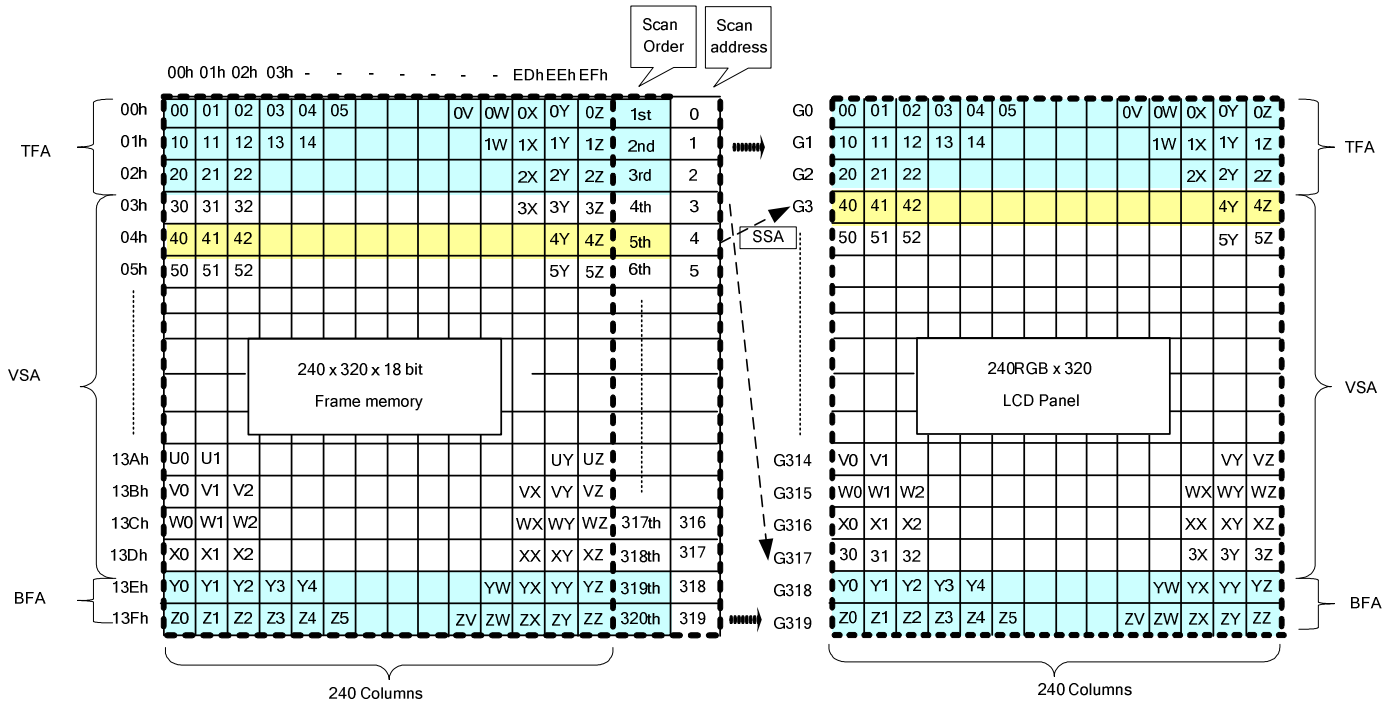 Scan Order
Scan address
00h 01h 02h 03h - - - - - - - EDh EEh EFh
TFA
VSA
BFA
00h 00 01 02 03 04 05 0V 0W 0X 0Y 0Z 1st 0
01h 10 11 12 13 14 1W 1X 1Y 1Z 2nd 1
02h 20 21 22 2X 2Y 2Z 3rd 2
03h 30 31 32 3X 3Y 3Z 4th 3
04h 40 41 42 4Y 4Z 5th 4
05h 50 51 52 5Y 5Z 6th 5
240 x 320 x 18 bit
Frame memory
13Ah U0 U1 UY UZ
13Bh V0 V1 V2 VX VY VZ
13Ch W0 W1 W2 WX WY WZ 317th 316
13Dh X0 X1 X2 XX XY XZ 318th 317
13Eh Y0 Y1 Y2 Y3 Y4 YW YX YY YZ 319th 318
13Fh Z0 Z1 Z2 Z3 Z4 Z5 ZV ZW ZX ZY ZZ 320th 319
240 Columns
SSA
G0 00 01 02 03 04 05 0V 0W 0X 0Y 0Z
G1 10 11 12 13 14 1W 1X 1Y 1Z
G2 20 21 22 2X 2Y 2Z
G3 40 41 42 4Y 4Z
50 51 52 5Y 5Z
240RGB x 320
LCD Panel
G314 V0 V1 VY VZ
G315 W0 W1 W2 WX WY WZ
G316 X0 X1 X2 XX XY XZ
G317 30 31 32 3X 3Y 3Z
G318 Y0 Y1 Y2 Y3 Y4 YW YX YY YZ
G319 Z0 Z1 Z2 Z3 Z4 Z5 ZV ZW ZX ZY ZZ
TFA
VSA
BFA
240 Columns